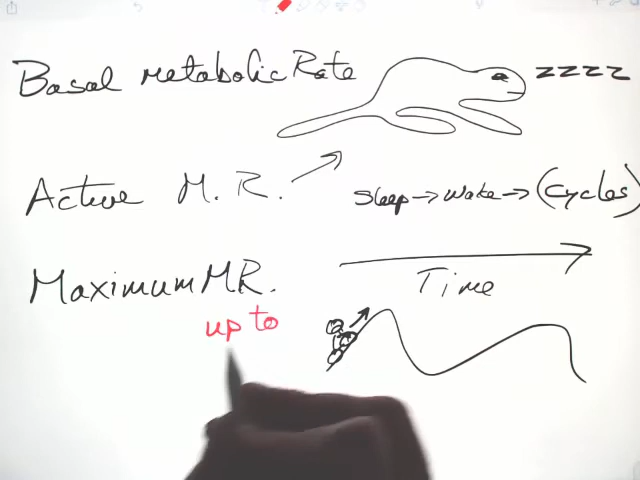 Basal metabolic Rate zzzz
Active M.R. Sleep → Wake → (Cycles)
Maximum MR. Time
up to